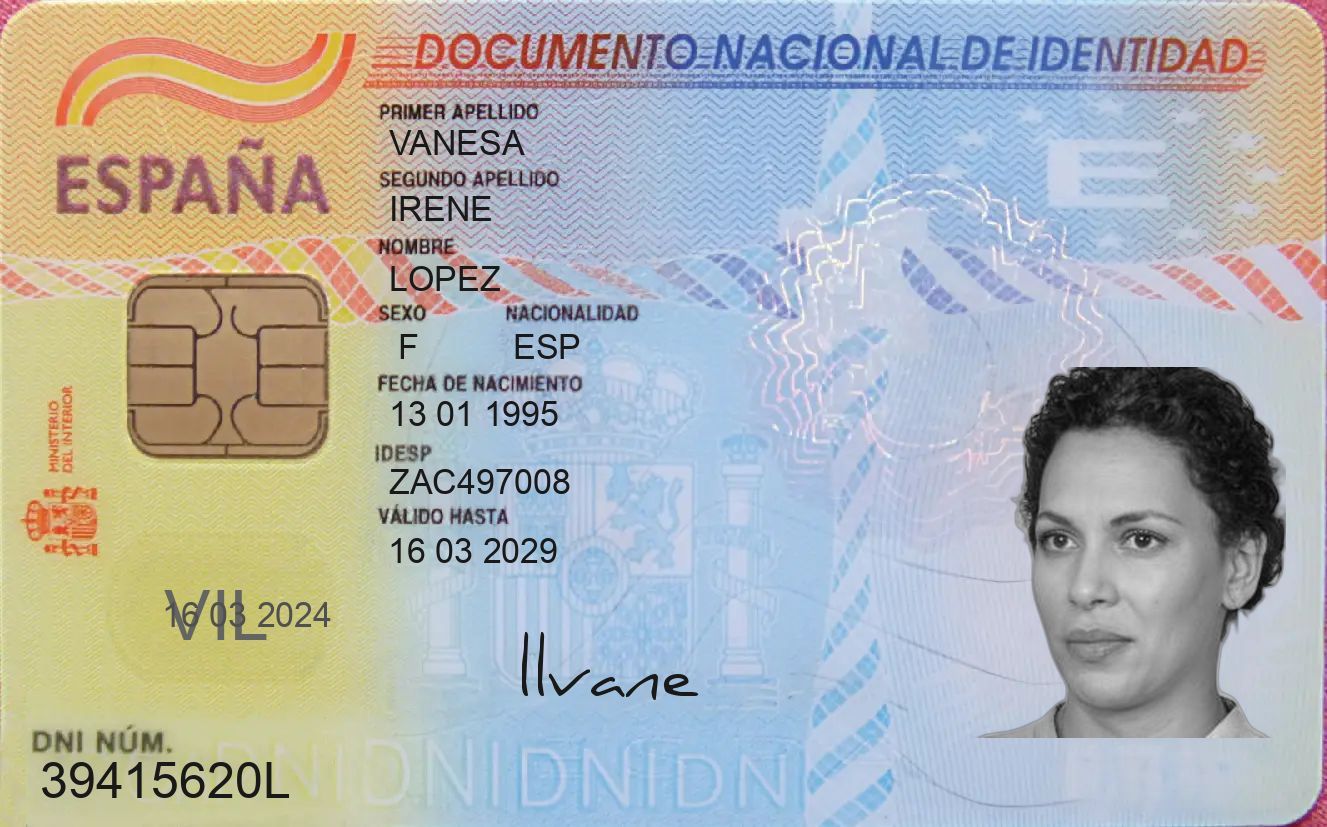 DOCUMENTO NACIONAL DE IDENTIDAD
ESPAÑA
PRIMER APELLIDO
VANESA
SEGUNDO APELLIDO
IRENE
NOMBRE
LOPEZ
SEXO NACIONALIDAD
F ESP
FECHA DE NACIMIENTO
13 01 1995
IDESP
ZAC497008
VÁLIDO HASTA
16 03 2029
MINISTERIO
DEL INTERIOR
E
VIL
16 03 2024
llvane
DNI NÚM.
39415620L
DNIDNIDNIDNI